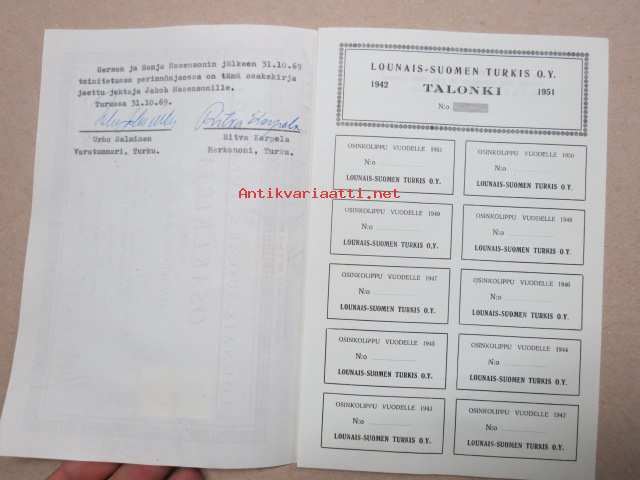 Herman ja Sonja Rosensonin jälkeen 31.10.69
toimitetussa perinnönjaossa on tämä osakekirja
jaettu jakaja Jakob Rosensonille.
Turussa 31.10.69.
Urho Salminen
Ritva Karpela
Varatuomari, Turku.
Merkonomi, Turku.
Antikvariaatti.net
LOUNAIS-SUOMEN TURKIS O.Y.
1942 TALONKI 1951
N:o
OSINKOLIPPU VUODELLE 1951
N:o
LOUNAIS-SUOMEN TURKIS O.Y.
OSINKOLIPPU VUODELLE 1950
N:o
LOUNAIS-SUOMEN TURKIS O.Y.
OSINKOLIPPU VUODELLE 1949
N:o
LOUNAIS-SUOMEN TURKIS O.Y.
OSINKOLIPPU VUODELLE 1948
N:o
LOUNAIS-SUOMEN TURKIS O.Y.
OSINKOLIPPU VUODELLE 1947
N:o
LOUNAIS-SUOMEN TURKIS O.Y.
OSINKOLIPPU VUODELLE 1946
N:o
LOUNAIS-SUOMEN TURKIS O.Y.
OSINKOLIPPU VUODELLE 1945
N:o
LOUNAIS-SUOMEN TURKIS O.Y.
OSINKOLIPPU VUODELLE 1944
N:o
LOUNAIS-SUOMEN TURKIS O.Y.
OSINKOLIPPU VUODELLE 1943
N:o
LOUNAIS-SUOMEN TURKIS O.Y.
OSINKOLIPPU VUODELLE 1942
N:o
LOUNAIS-SUOMEN TURKIS O.Y.